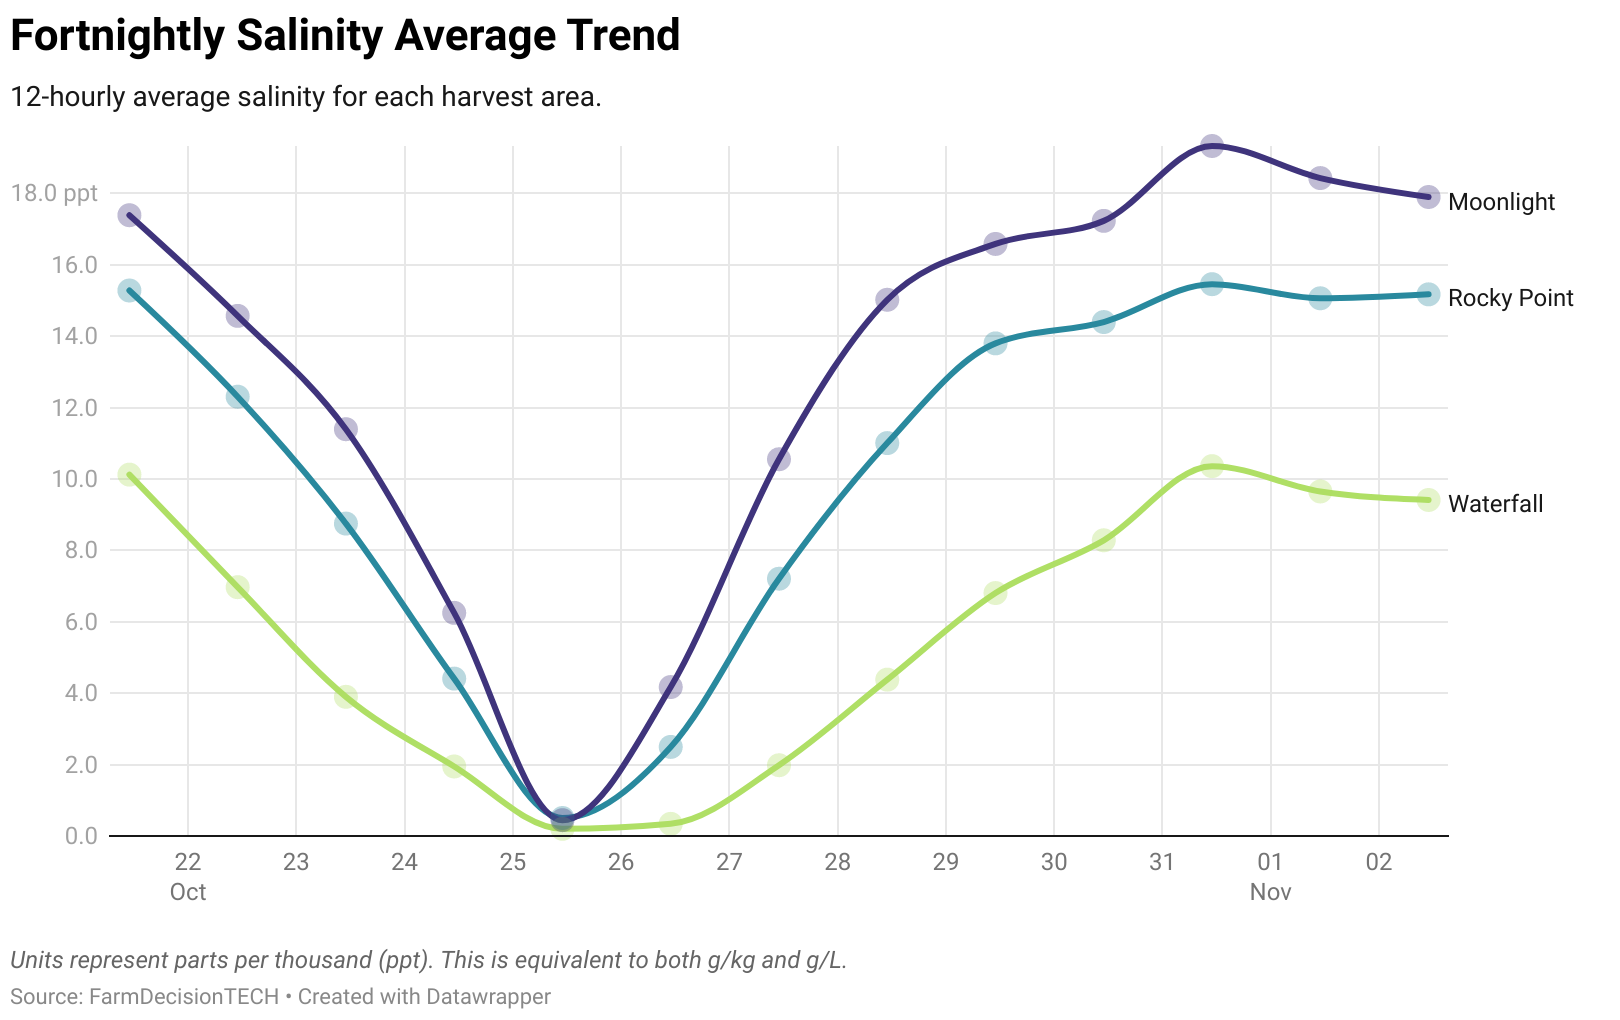 Fortnightly Salinity Average Trend
12-hourly average salinity for each harvest area.
18.0 ppt
16.0
14.0
12.0
10.0
8.0
6.0
4.0
2.0
0.0
Moonlight
Rocky Point
Waterfall
22 23 24 25 26 27 28 29 30 31 01 02
Oct Nov
Units represent parts per thousand (ppt). This is equivalent to both g/kg and g/L.
Source: FarmDecisionTECH • Created with Datawrapper